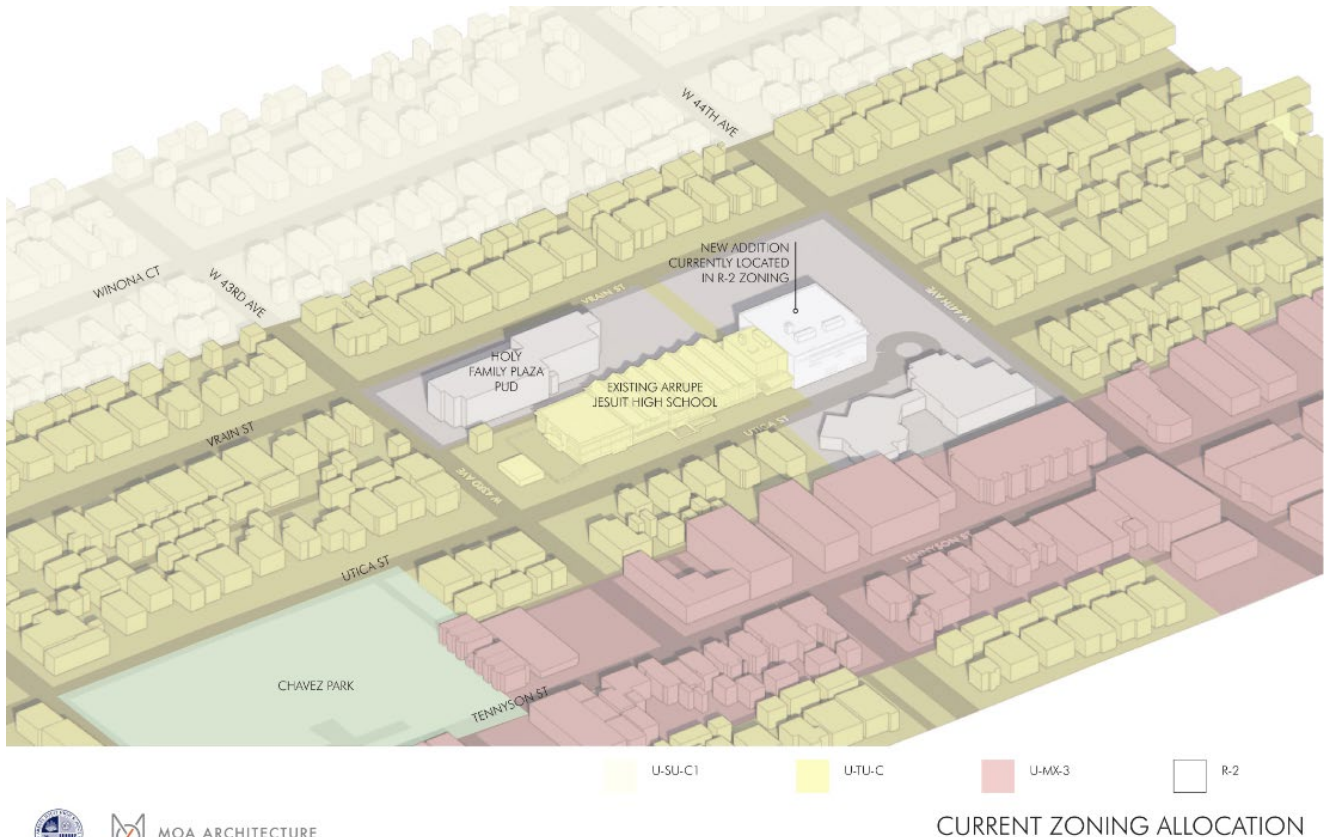 W 44TH AVE
NEW ADDITION
CURRENTLY LOCATED
IN R-2 ZONING
WINONA CT
W 43RD AVE
VRAIN ST
W 44TH AVE
HOLY
FAMILY PLAZA
PUD
EXISTING ARRUPE
JESUIT HIGH SCHOOL
UTICA ST
VRAIN ST
W 43RD AVE
TENNYSON ST
UTICA ST
CHAVEZ PARK
TENNYSON ST
U-SU-C1
U-TU-C
U-MX-3
R-2
MOA ARCHITECTURE
CURRENT ZONING ALLOCATION